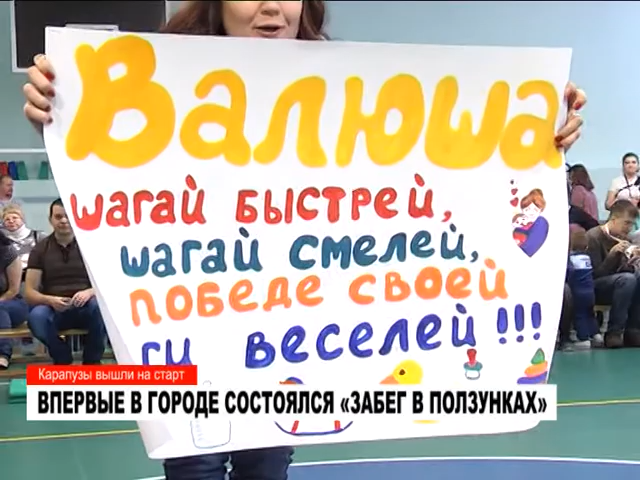 Валюша
шагай быстрей,
шагай смелей,
победе своей
веселей !!!
Карапузы вышли на старт
ВПЕРВЫЕ В ГОРОДЕ СОСТОЯЛСЯ «ЗАБЕГ В ПОЛЗУНКАХ»